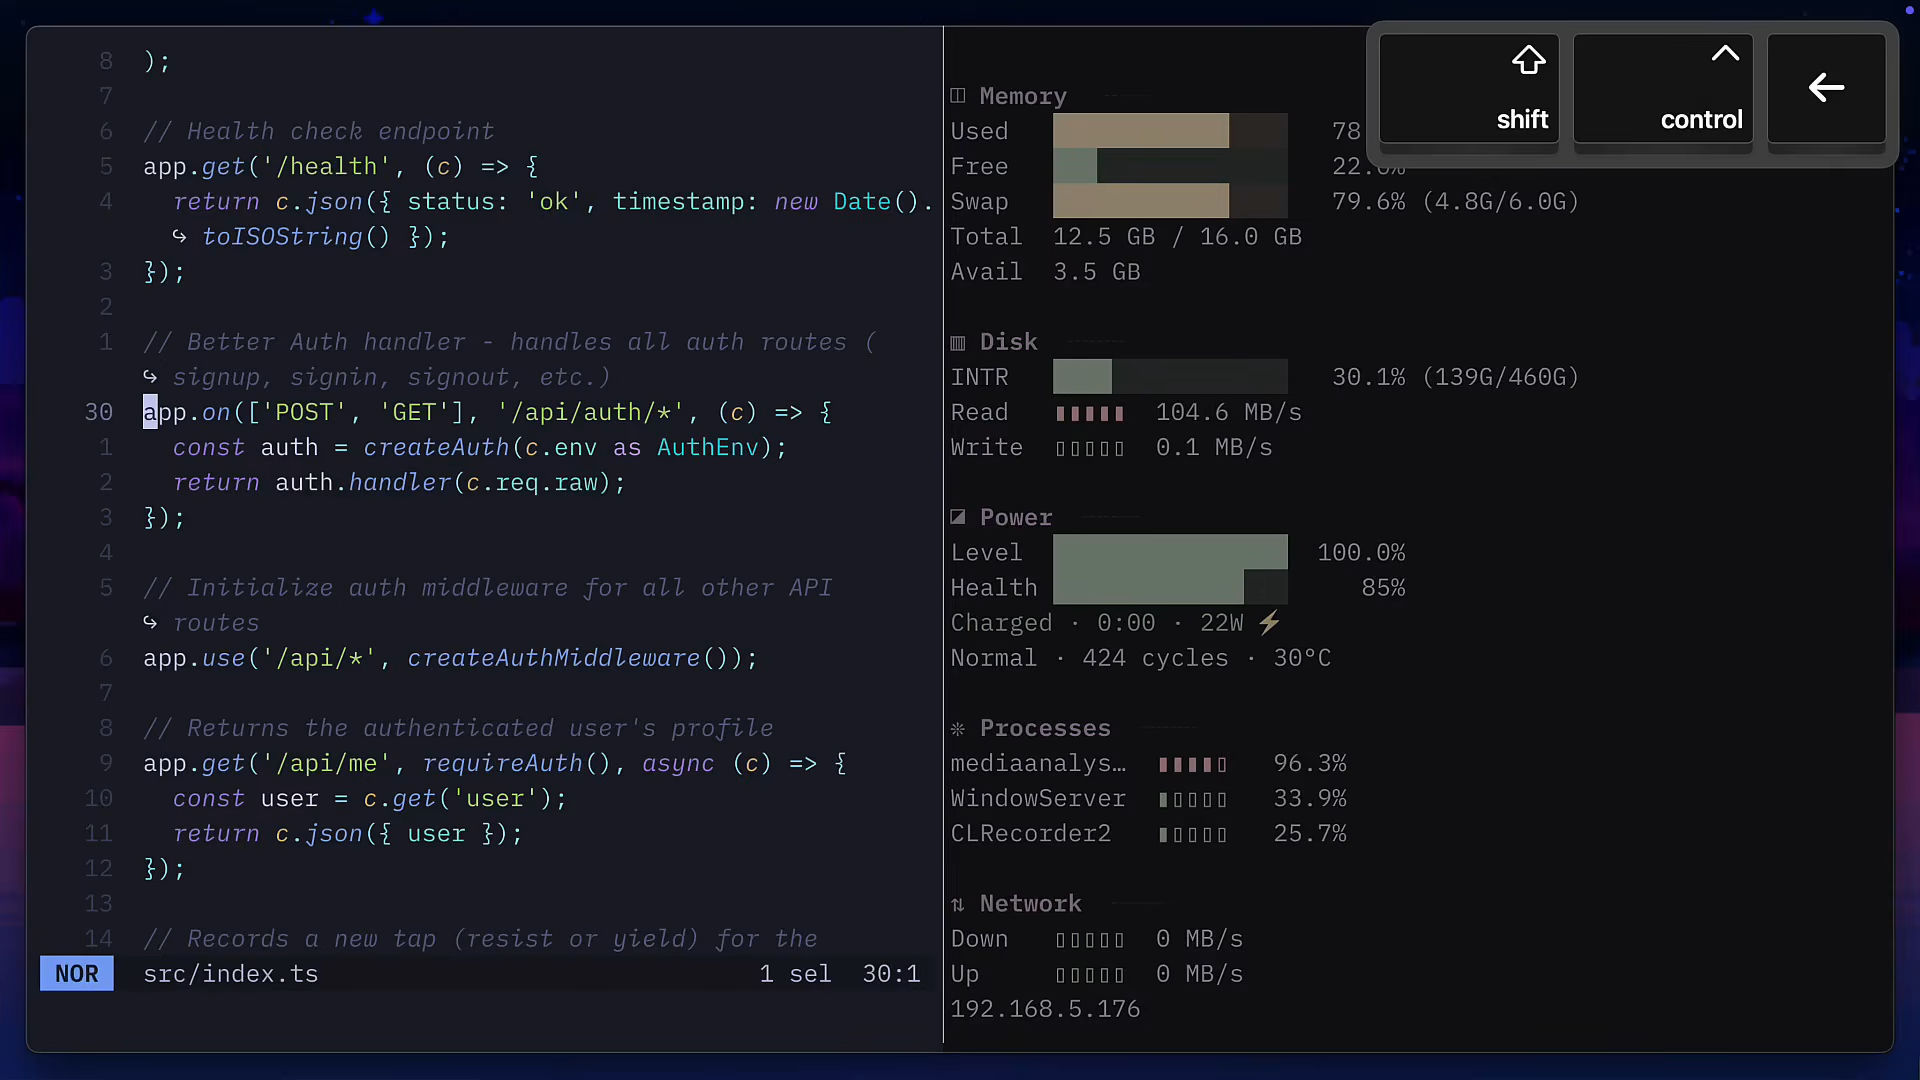 8 );
7
6 // Health check endpoint
5 app.get('/health', (c) => {
4 return c.json({ status: 'ok', timestamp: new Date().
↪ toISOString() });
3 });
2
1 // Better Auth handler - handles all auth routes (
↪ signup, signin, signout, etc.)
30 app.on(['POST', 'GET'], '/api/auth/*', (c) => {
1 const auth = createAuth(c.env as AuthEnv);
2 return auth.handler(c.req.raw);
3 });
4
5 // Initialize auth middleware for all other API
↪ routes
6 app.use('/api/*', createAuthMiddleware());
7
8 // Returns the authenticated user's profile
9 app.get('/api/me', requireAuth(), async (c) => {
10 const user = c.get('user');
11 return c.json({ user });
12 });
13
14 // Records a new tap (resist or yield) for the
NOR src/index.ts 1 sel 30:1
Memory
Used 78
Free
Swap 79.6% (4.8G/6.0G)
Total 12.5 GB / 16.0 GB
Avail 3.5 GB
Disk
INTR 30.1% (139G/460G)
Read 104.6 MB/s
Write 0.1 MB/s
Power
Level 100.0%
Health 85%
Charged · 0:00 · 22W ⚡
Normal · 424 cycles · 30°C
Processes
mediaanalys… 96.3%
WindowServer 33.9%
CLRecorder2 25.7%
Network
Down 0 MB/s
Up 0 MB/s
192.168.5.176
shift
control